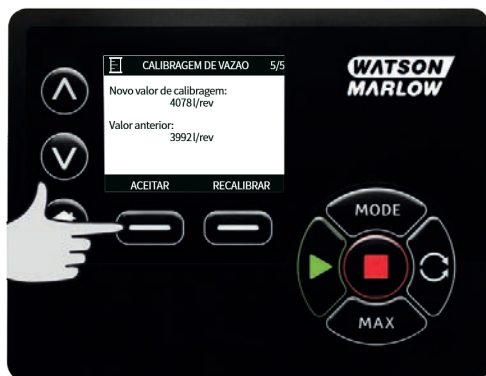 CALIBRAGEM DE VAZAO 5/5
WATSON
MARLOW
Novo valor de calibragem:
4078 l/rev
Valor anterior:
3992 l/rev
ACEITAR RECALIBRAR
MODE
MAX